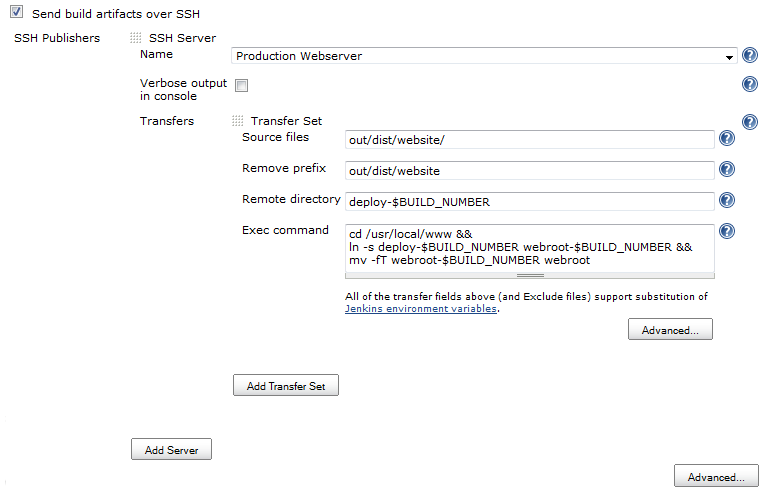 Send build artifacts over SSH
SSH Publishers
SSH Server
Name
Production Webserver
Verbose output
in console
Transfers
Transfer Set
Source files
out/dist/website/
Remove prefix
out/dist/website
Remote directory
deploy-$BUILD_NUMBER
Exec command
cd /usr/local/www &&
ln -s deploy-$BUILD_NUMBER webroot-$BUILD_NUMBER &&
mv -fT webroot-$BUILD_NUMBER webroot
All of the transfer fields above (and Exclude files) support substitution of
Jenkins environment variables.
Advanced...
Add Transfer Set
Add Server
Advanced...